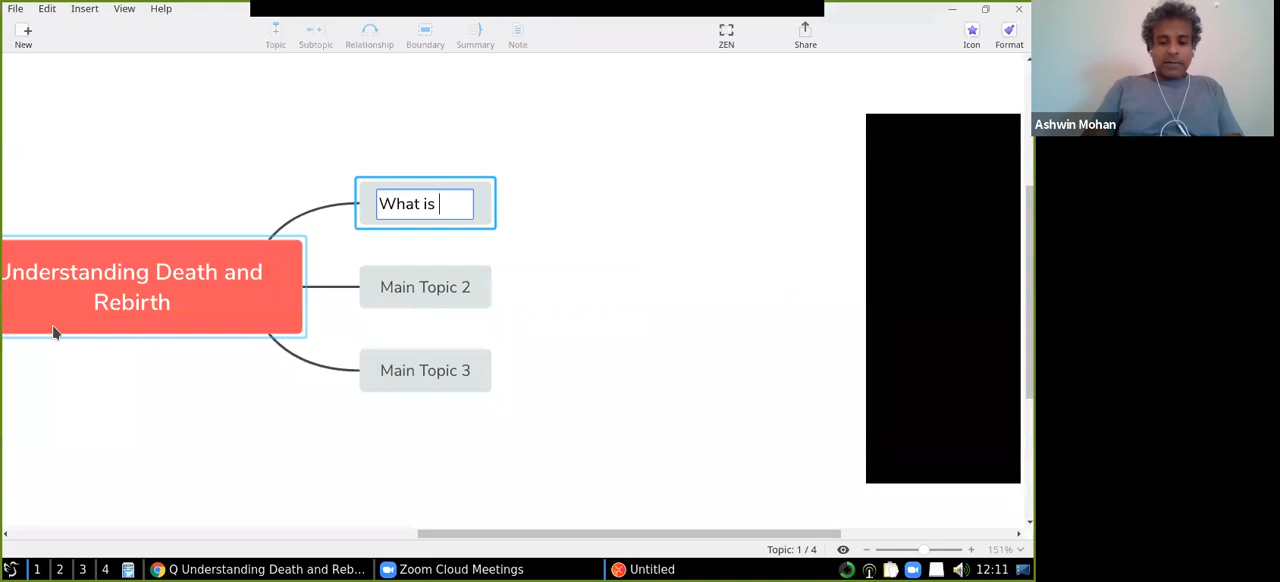 File Edit Insert View Help
New Topic Subtopic Relationship Boundary Summary Note ZEN Share Icon Format
Ashwin Mohan
What is
Understanding Death and
Rebirth
Main Topic 2
Main Topic 3
Topic: 1 / 4 151%
1 2 3 4 Q Understanding Death and Reb... Zoom Cloud Meetings Untitled 12:11